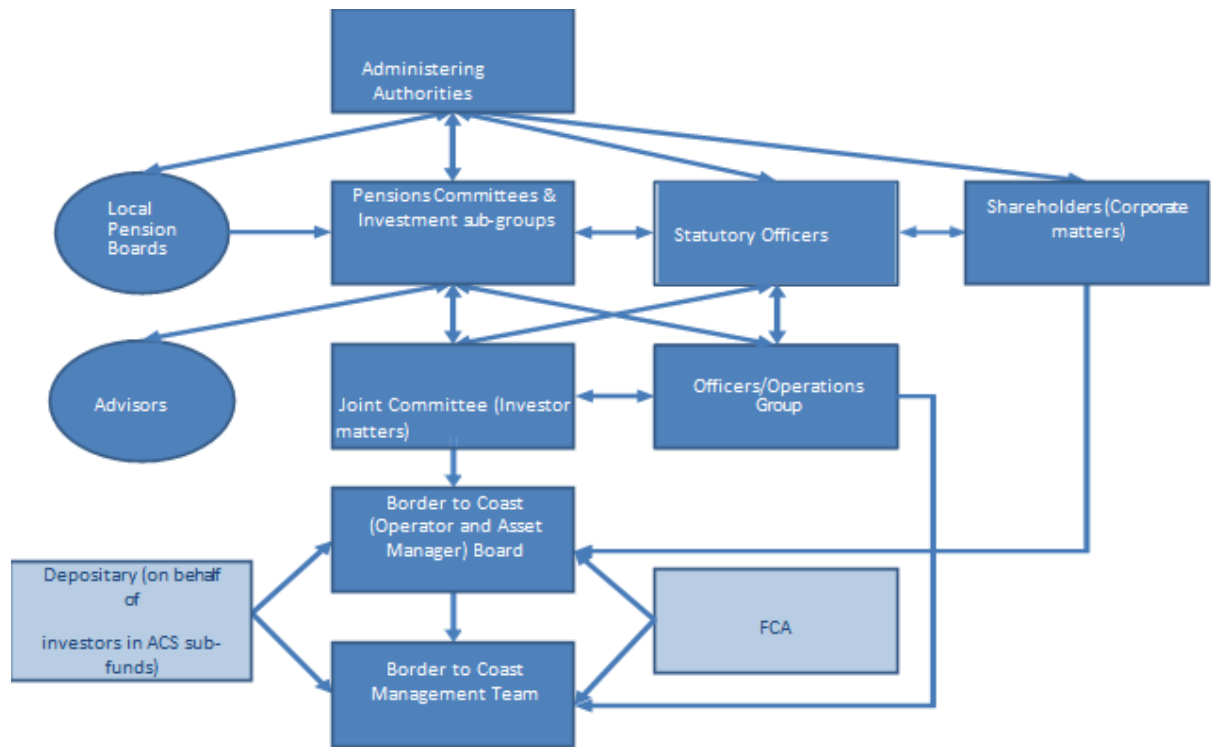 Administering
Authorities
Local
Pension
Boards
Pensions Committees &
Investment sub-groups
Statutory Officers
Shareholders (Corporate
matters)
Advisors
Joint Committee (Investor
matters)
Officers/Operations
Group
Border to Coast
(Operator and Asset
Manager) Board
Depositary (on behalf
of
investors in ACS sub-
funds)
FCA
Border to Coast
Management Team